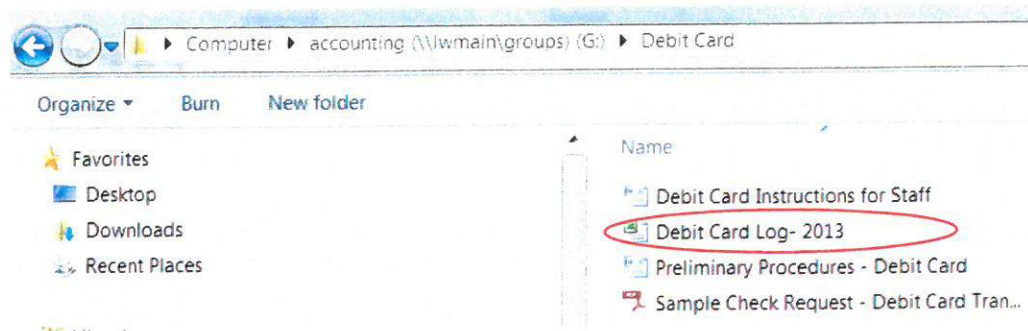 Computer ▸ accounting (\\lwmain\groups) (G:) ▸ Debit Card
Organize ▾ Burn New folder
Favorites
Desktop
Downloads
Recent Places
Name
Debit Card Instructions for Staff
Debit Card Log- 2013
Preliminary Procedures - Debit Card
Sample Check Request - Debit Card Tran...